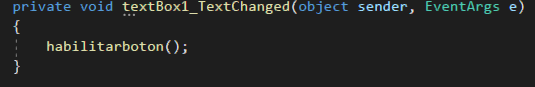 private void textBox1_TextChanged(object sender, EventArgs e)
{
habilitarboton();
}